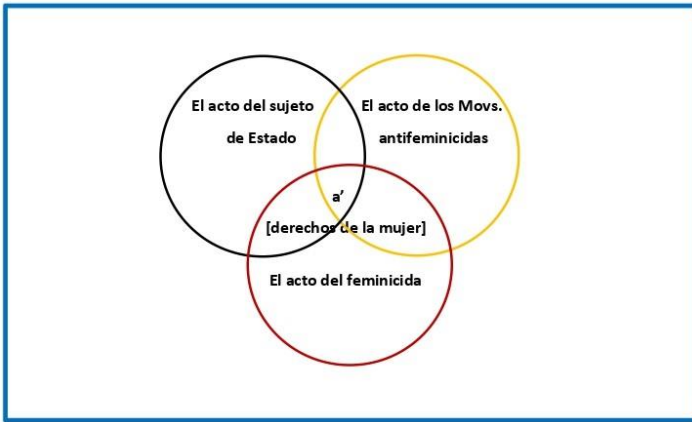 El acto del sujeto
de Estado
El acto de los Movs.
antifeminicidas
a’
[derechos de la mujer]
El acto del feminicida